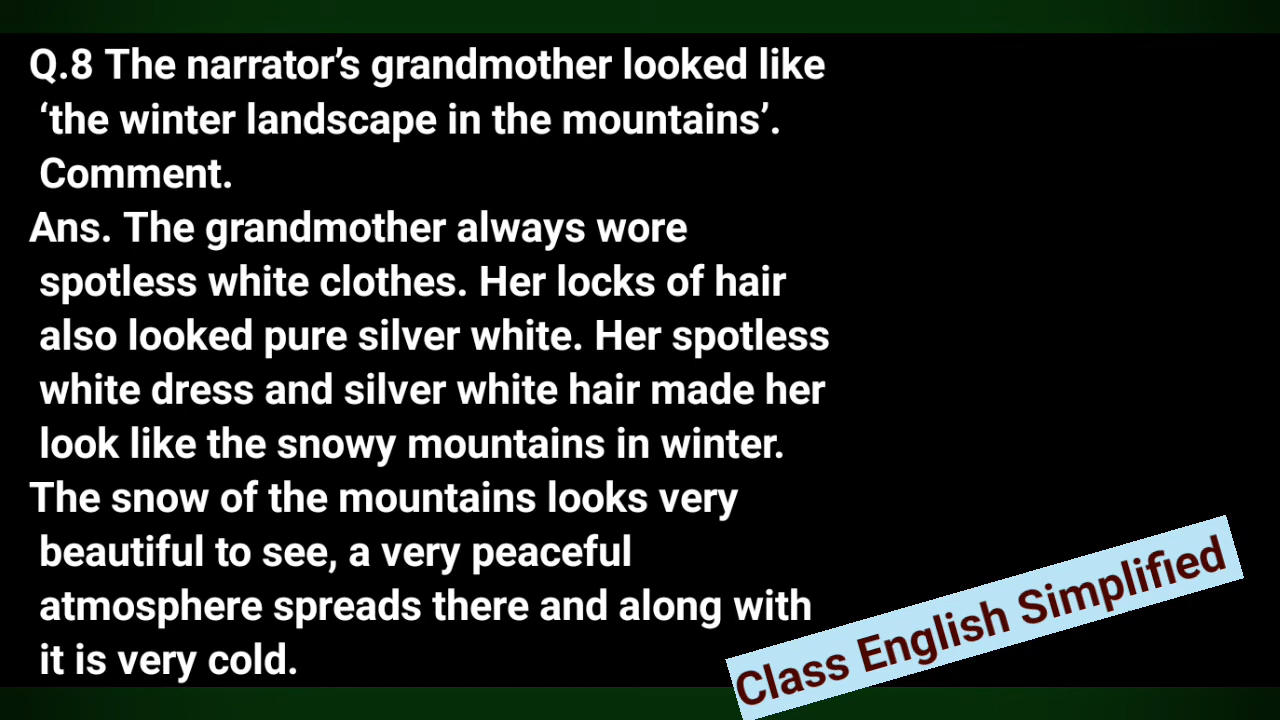 Q.8 The narrator’s grandmother looked like
‘the winter landscape in the mountains’.
Comment.
Ans. The grandmother always wore
spotless white clothes. Her locks of hair
also looked pure silver white. Her spotless
white dress and silver white hair made her
look like the snowy mountains in winter.
The snow of the mountains looks very
beautiful to see, a very peaceful
atmosphere spreads there and along with
it is very cold.
Class English Simplified